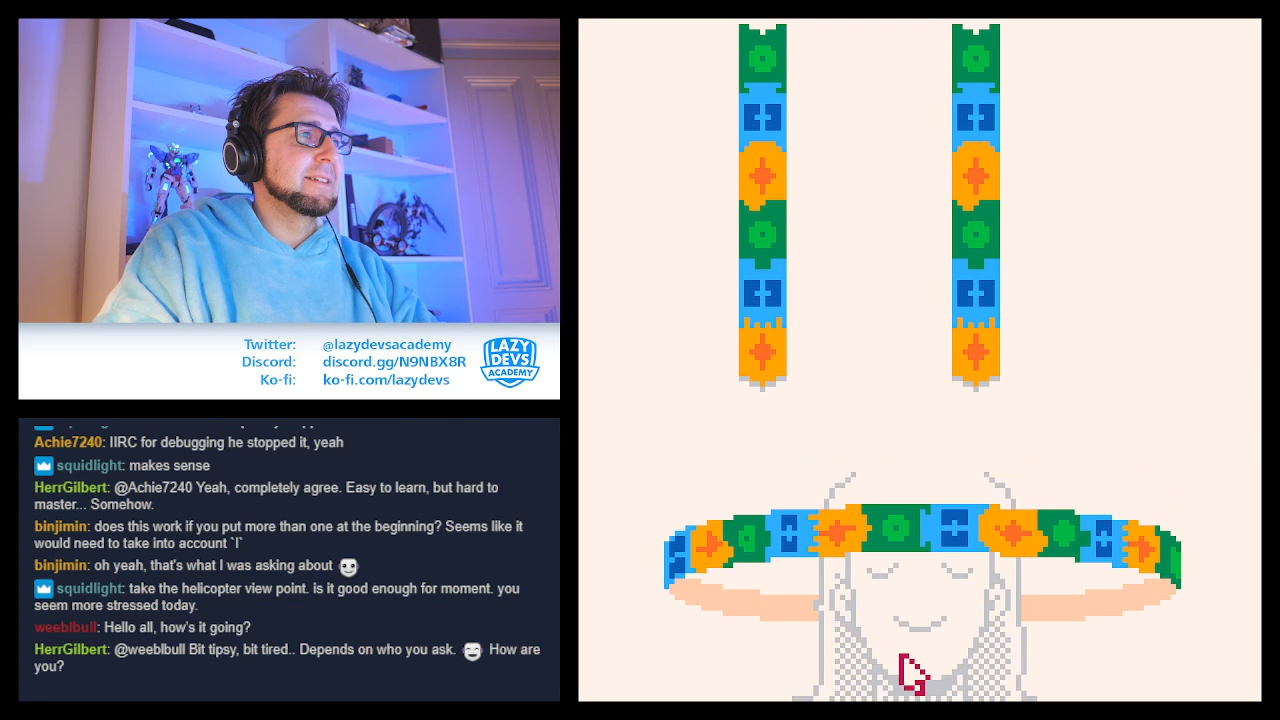 Twitter: @lazydevsacademy
Discord: discord.gg/N9NBX8R
Ko-fi: ko-fi.com/lazydevs
LAZY
DEVS
ACADEMY
Achie7240: IIRC for debugging he stopped it, yeah
squidlight: makes sense
HerrGilbert: @Achie7240 Yeah, completely agree. Easy to learn, but hard to
master... Somehow.
binjimin: does this work if you put more than one at the beginning? Seems like it
would need to take into account `l`
binjimin: oh yeah, that's what I was asking about
squidlight: take the helicopter view point. is it good enough for moment. you
seem more stressed today.
weeblbull: Hello all, how's it going?
HerrGilbert: @weeblbull Bit tipsy, bit tired.. Depends on who you ask. How are
you?